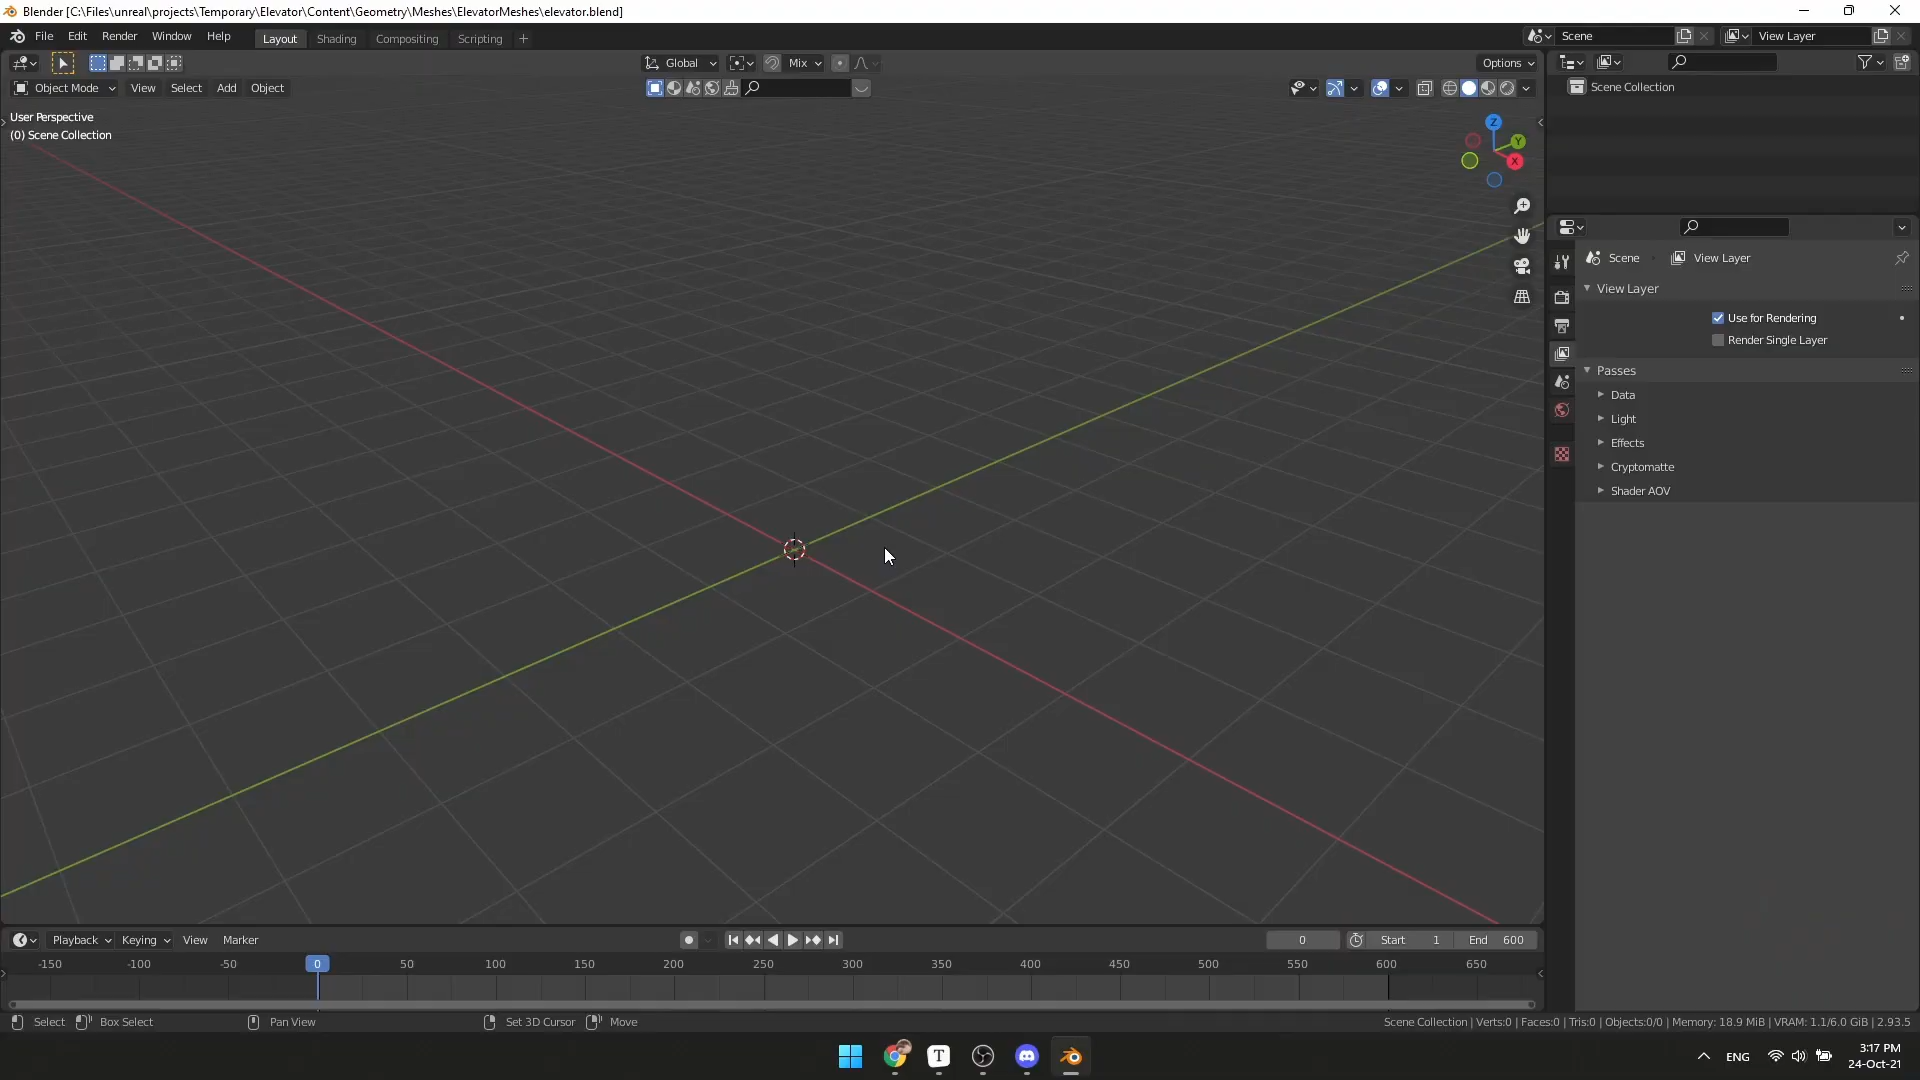 Blender [C:\Files\unreal\projects\Temporary\Elevator\Content\Geometry\Meshes\ElevatorMeshes\elevator.blend]
File Edit Render Window Help Layout Shading Compositing Scripting + Scene View Layer
Global Mix Options
Object Mode View Select Add Object
Scene Collection
User Perspective
(0) Scene Collection
Z
Y
X
Scene View Layer
View Layer
Use for Rendering
Render Single Layer
Passes
Data
Light
Effects
Cryptomatte
Shader AOV
Playback Keying View Marker 0 Start 1 End 600
-150 -100 -50 0 50 100 150 200 250 300 350 400 450 500 550 600 650
Select Box Select Pan View Set 3D Cursor Move Scene Collection | Verts:0 | Faces:0 | Tris:0 | Objects:0/0 | Memory: 18.9 MiB | VRAM: 1.1/6.0 GiB | 2.93.5
T ENG 3:17 PM
24-Oct-21